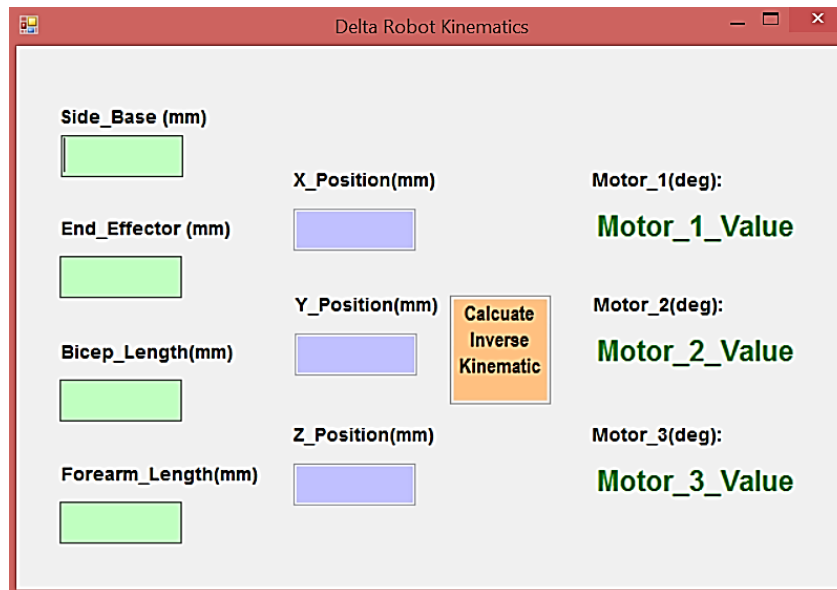 Delta Robot Kinematics
Side_Base (mm)
End_Effector (mm)
Bicep_Length(mm)
Forearm_Length(mm)
X_Position(mm)
Y_Position(mm)
Z_Position(mm)
Calcuate
Inverse
Kinematic
Motor_1(deg):
Motor_1_Value
Motor_2(deg):
Motor_2_Value
Motor_3(deg):
Motor_3_Value